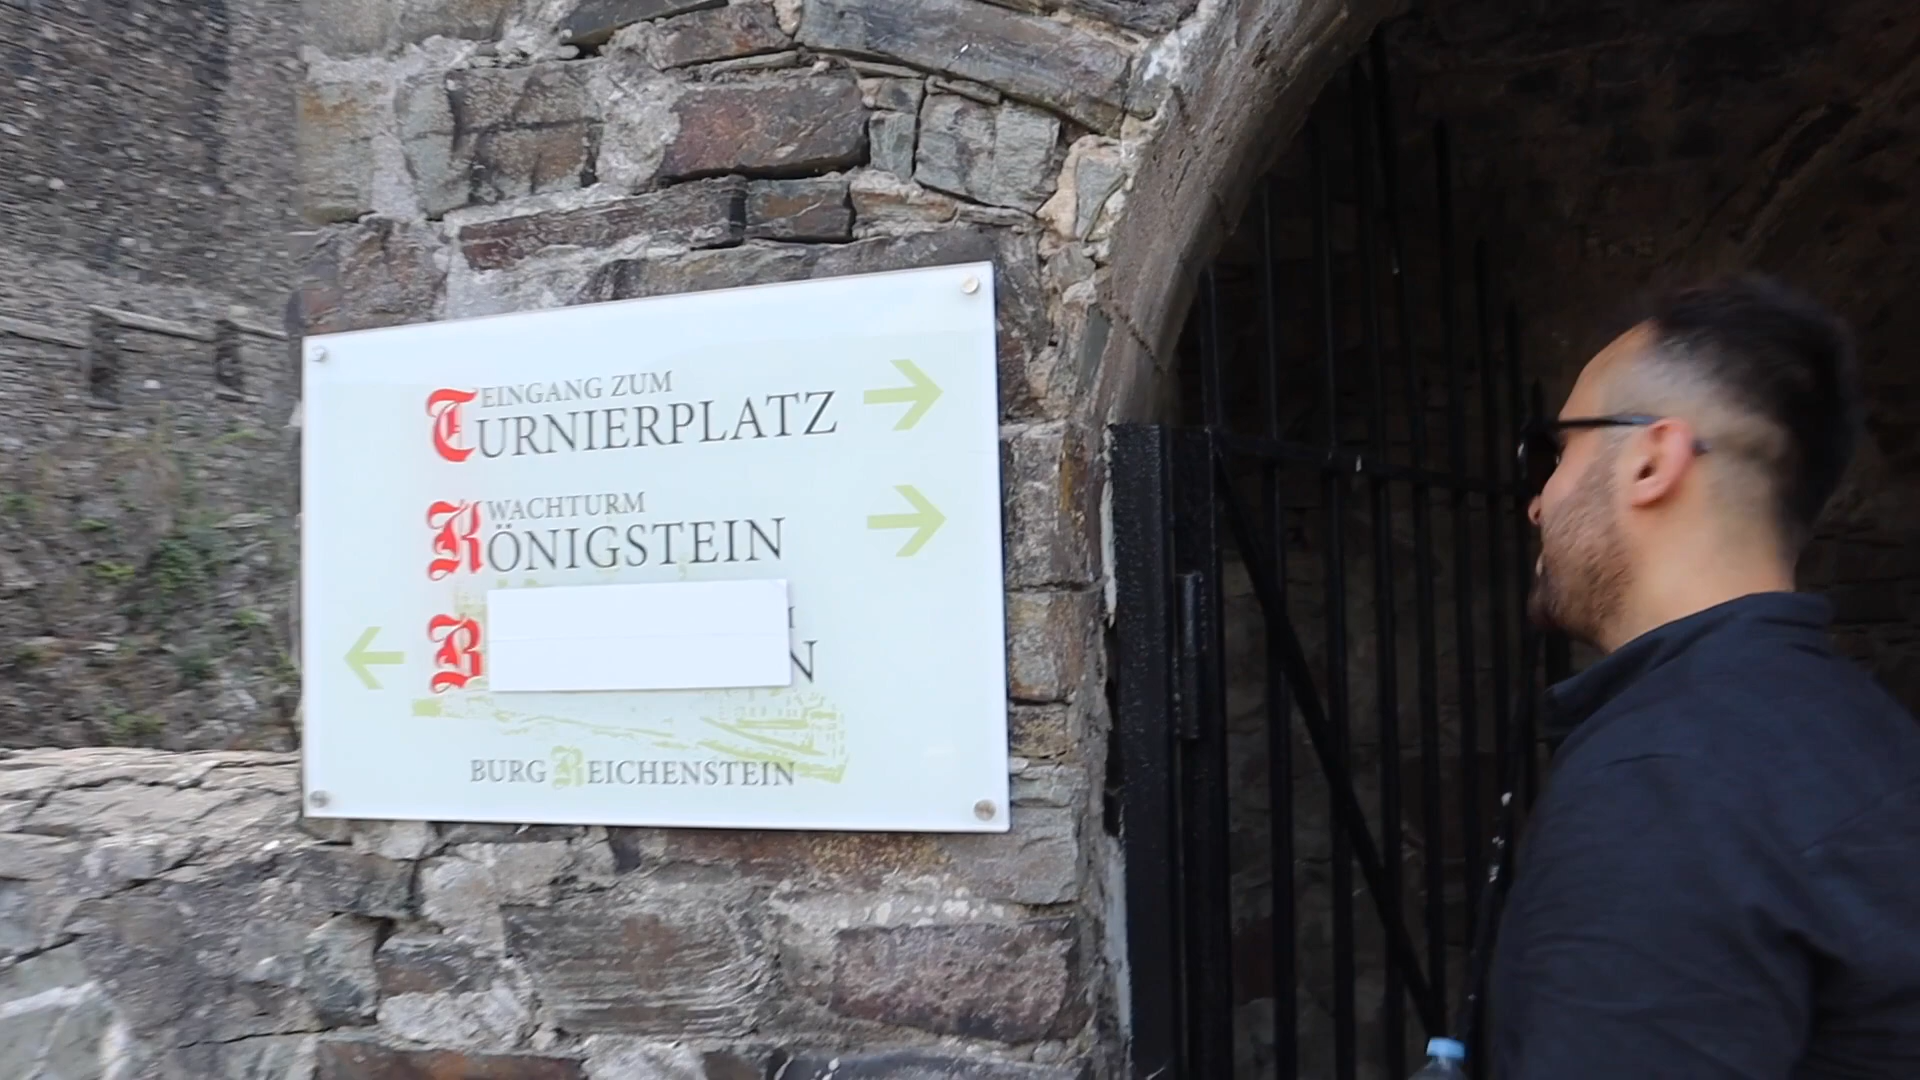 EINGANG ZUM
TURNIERPLATZ
WACHTURM
KÖNIGSTEIN
BURG REICHENSTEIN